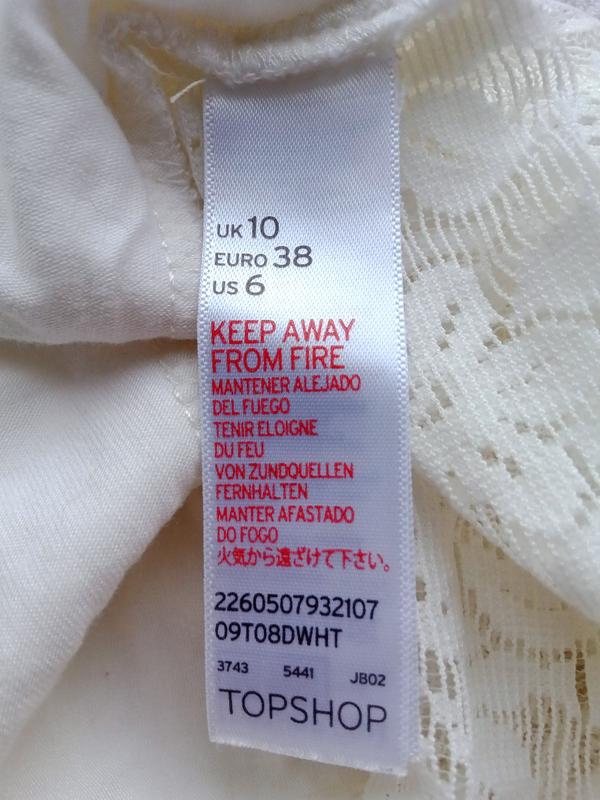 UK 10
EURO 38
US 6
KEEP AWAY
FROM FIRE
MANTENER ALEJADO
DEL FUEGO
TENIR ELOIGNE
DU FEU
VON ZUNDQUELLEN
FERNHALTEN
MANTER AFASTADO
DO FOGO
火気から遠ざけて下さい。
2260507932107
09T08DWHT
3743 5441 JB02
TOPSHOP